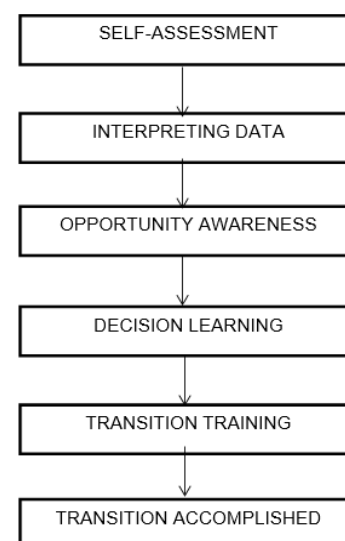 SELF-ASSESSMENT
INTERPRETING DATA
OPPORTUNITY AWARENESS
DECISION LEARNING
TRANSITION TRAINING
TRANSITION ACCOMPLISHED